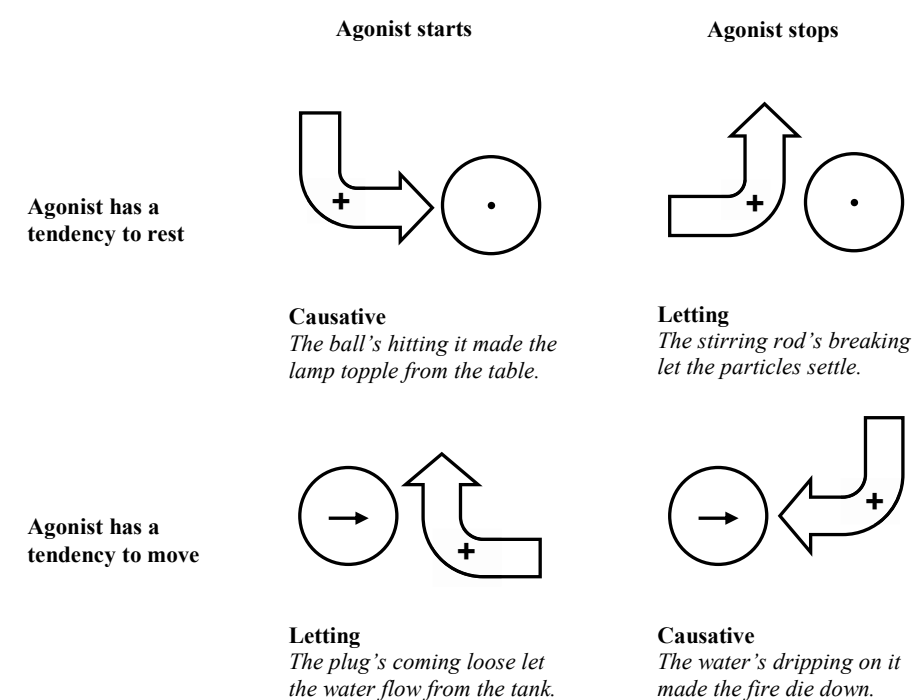 Agonist starts
Agonist stops
+
+
Agonist has a
tendency to rest
Causative
The ball’s hitting it made the
lamp topple from the table.
Letting
The stirring rod’s breaking
let the particles settle.
Agonist has a
tendency to move
+
+
Letting
The plug’s coming loose let
the water flow from the tank.
Causative
The water’s dripping on it
made the fire die down.